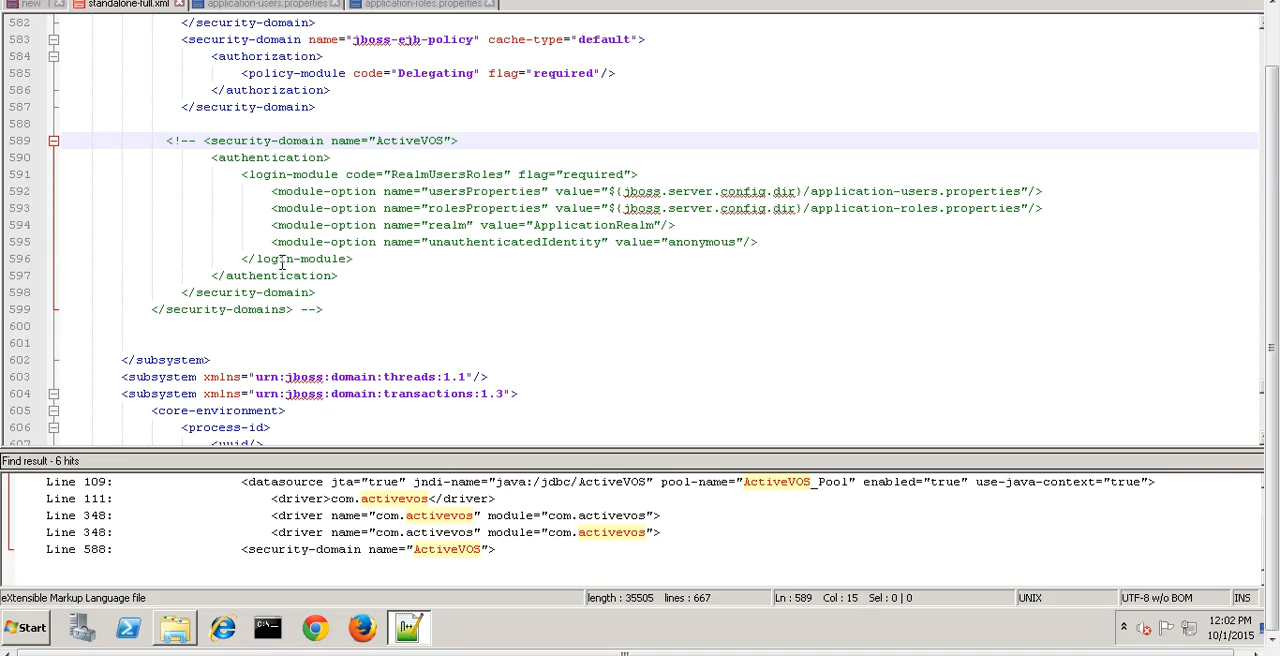 new
standalone-full.xml
application-users.properties
application-roles.properties
582 </security-domain>
583 <security-domain name="jboss-ejb-policy" cache-type="default">
584 <authorization>
585 <policy-module code="Delegating" flag="required"/>
586 </authorization>
587 </security-domain>
588
589 <!-- <security-domain name="ActiveVOS">
590 <authentication>
591 <login-module code="RealmUsersRoles" flag="required">
592 <module-option name="usersProperties" value="${jboss.server.config.dir}/application-users.properties"/>
593 <module-option name="rolesProperties" value="${jboss.server.config.dir}/application-roles.properties"/>
594 <module-option name="realm" value="ApplicationRealm"/>
595 <module-option name="unauthenticatedIdentity" value="anonymous"/>
596 </login-module>
597 </authentication>
598 </security-domain>
599 </security-domains> -->
600
601
602 </subsystem>
603 <subsystem xmlns="urn:jboss:domain:threads:1.1"/>
604 <subsystem xmlns="urn:jboss:domain:transactions:1.3">
605 <core-environment>
606 <process-id>
607 <uuid/>
Find result - 6 hits
Line 109: <datasource jta="true" jndi-name="java:/jdbc/ActiveVOS" pool-name="ActiveVOS_Pool" enabled="true" use-java-context="true">
Line 111: <driver>com.activevos</driver>
Line 348: <driver name="com.activevos" module="com.activevos">
Line 348: <driver name="com.activevos" module="com.activevos">
Line 588: <security-domain name="ActiveVOS">
eXtensible Markup Language file length : 35505 lines : 667 Ln : 589 Col : 15 Sel : 0 | 0 UNIX UTF-8 w/o BOM INS
Start
12:02 PM
10/1/2015